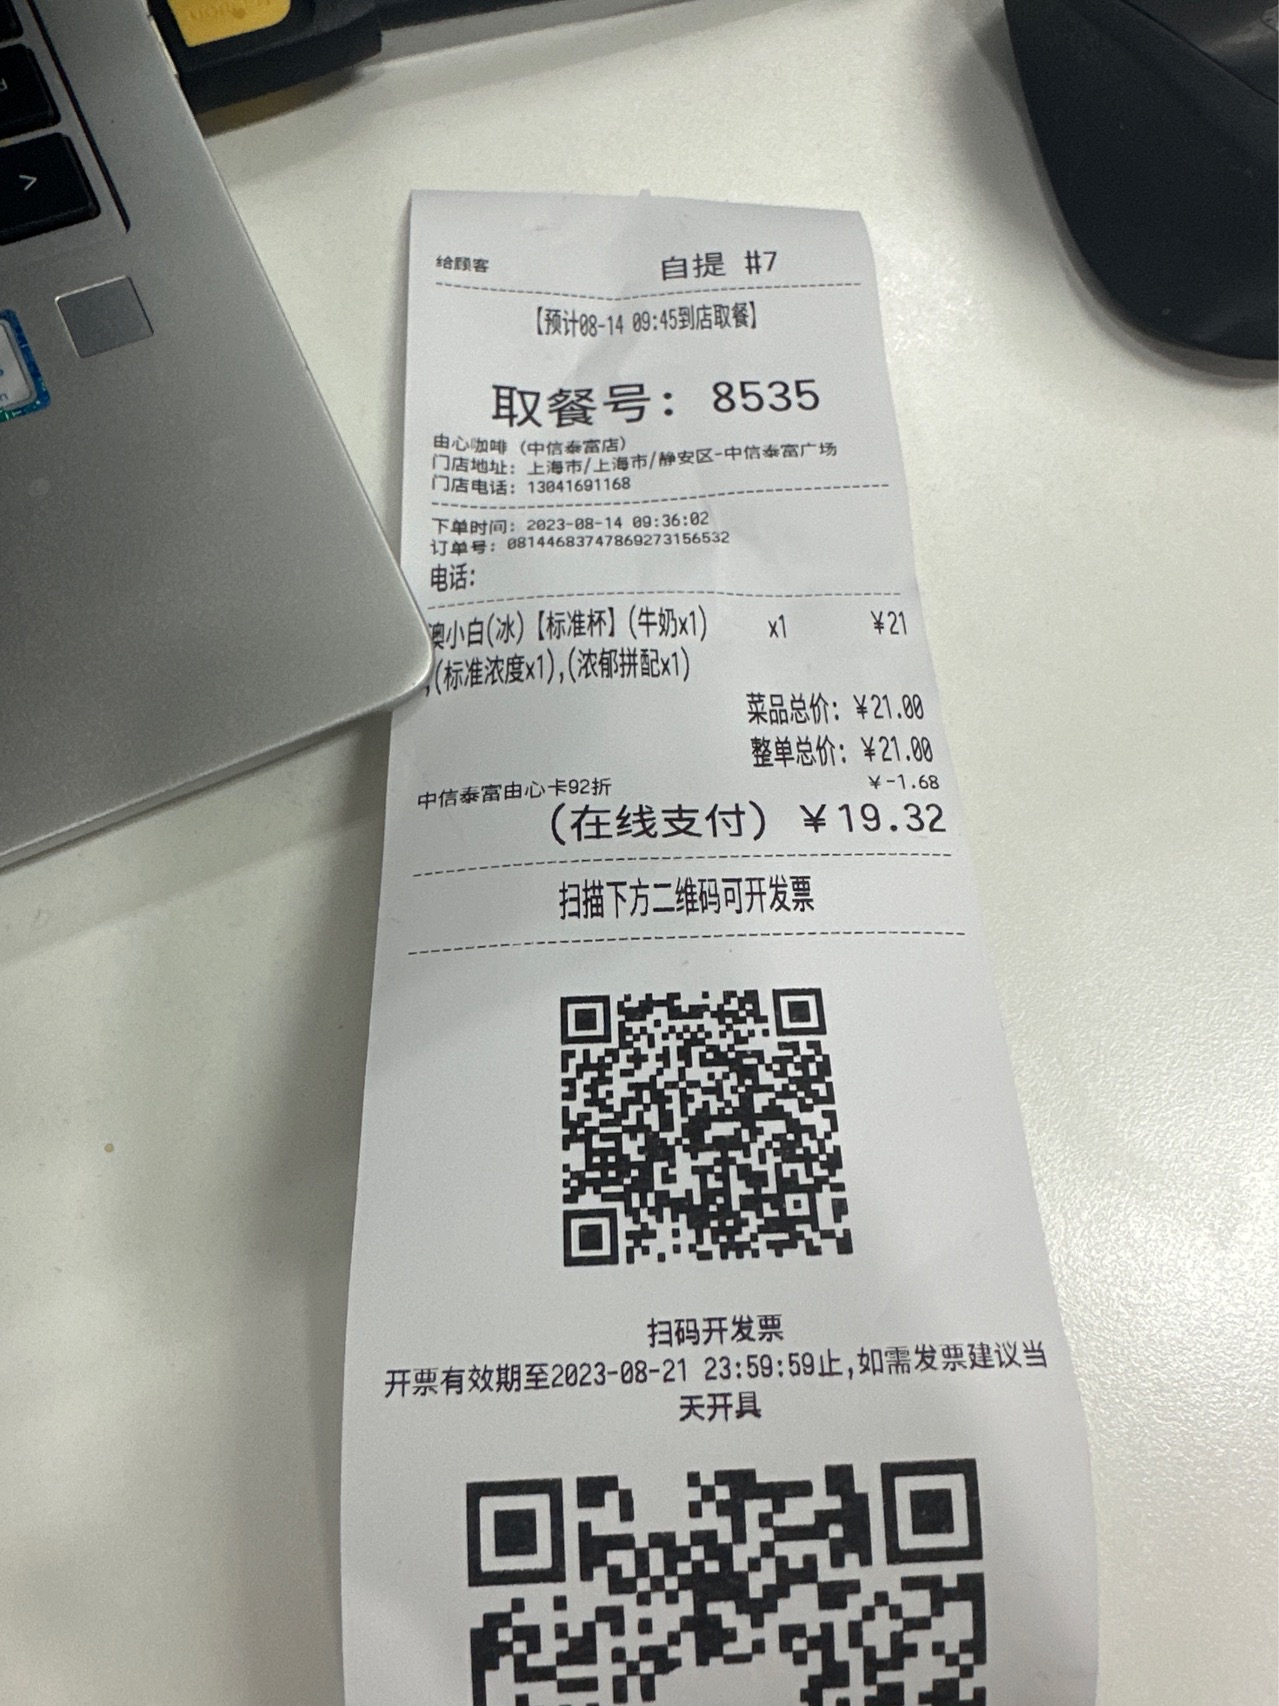 给顾客 自提 #7
【预计08-14 09:45到店取餐】
取餐号: 8535
由心咖啡 (中信泰富店)
门店地址: 上海市/上海市/静安区-中信泰富广场
门店电话: 13041691168
下单时间: 2023-08-14 09:36:02
订单号: 081446837478692731565​32
电话:
澳小白(冰)【标准杯】(牛奶x1) x1 ¥21
,(标准浓度x1),(浓郁拼配x1)
菜品总价: ¥21.00
整单总价: ¥21.00
中信泰富由心卡92折 ¥-1.68
(在线支付) ¥19.32
扫描下方二维码可开发票
扫码开发票
开票有效期至2023-08-21 23:59:59止,如需发票建议当
天开具